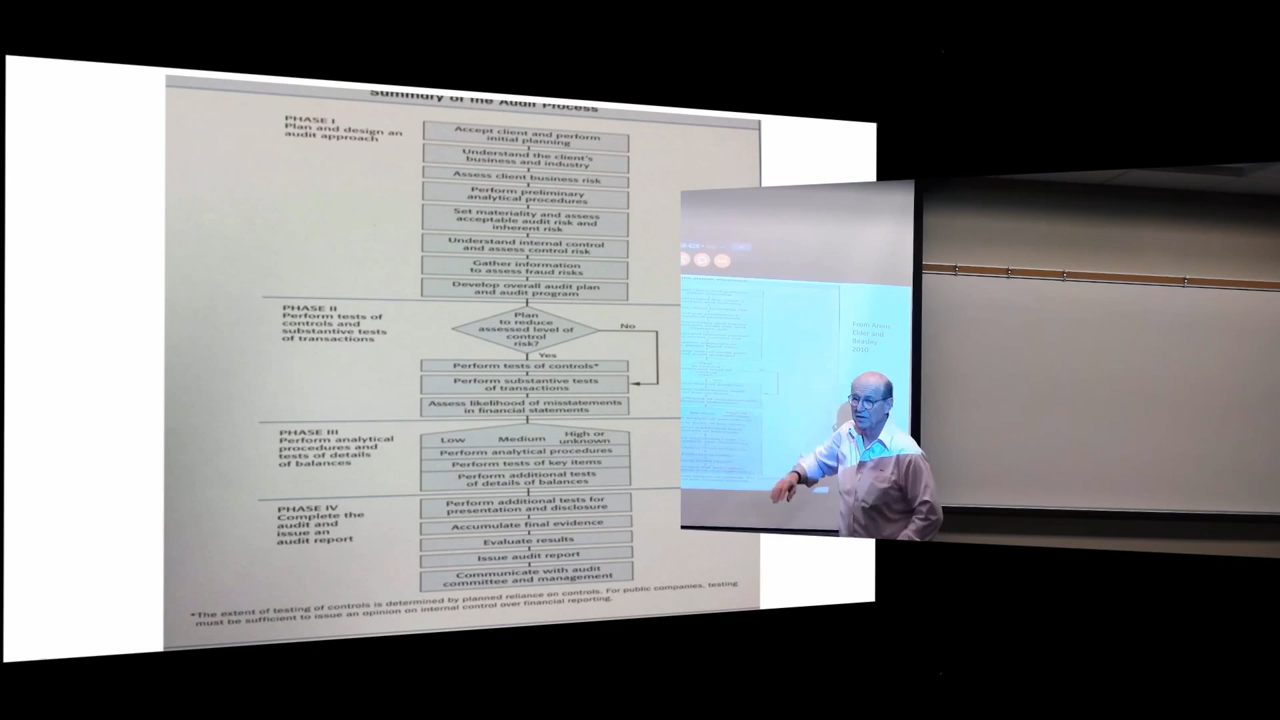 Summary of the Audit Process
PHASE I
Plan and design an
audit approach
Accept client and perform
initial planning
Understand the client's
business and industry
Assess client business risk
Perform preliminary
analytical procedures
Set materiality and assess
acceptable audit risk and
inherent risk
Understand internal control
and assess control risk
Gather information
to assess fraud risks
Develop overall audit plan
and audit program
PHASE II
Perform tests of
controls and
substantive tests
of transactions
Plan
to reduce
assessed level of
control
risk?
No
Yes
Perform tests of controls*
Perform substantive tests
of transactions
Assess likelihood of misstatements
in financial statements
PHASE III
Perform analytical
procedures and
tests of details
of balances
Low Medium High or
unknown
Perform analytical procedures
Perform tests of key items
Perform additional tests
of details of balances
PHASE IV
Complete the
audit and
issue an
audit report
Perform additional tests for
presentation and disclosure
Accumulate final evidence
Evaluate results
Issue audit report
Communicate with audit
committee and management
*The extent of testing of controls is determined by planned reliance on controls. For public companies, testing
must be sufficient to issue an opinion on internal control over financial reporting.
From Arens,
Elder and
Beasley
2010